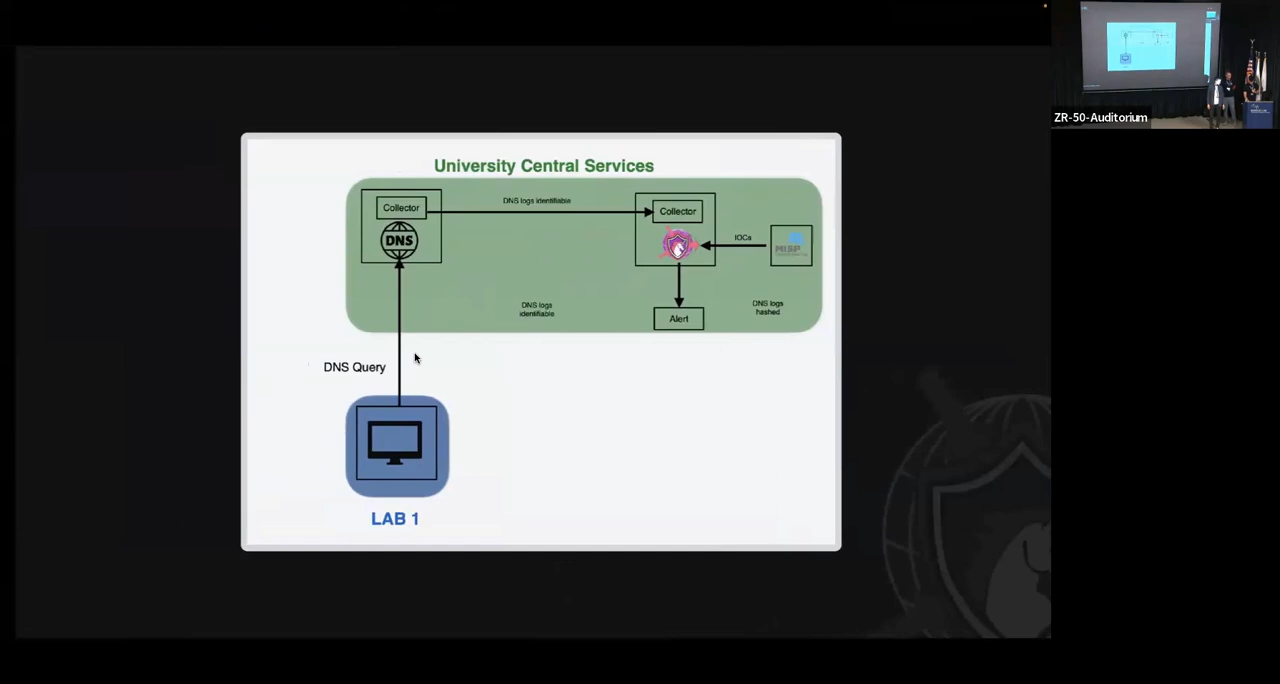 ZR-50-Auditorium
University Central Services
Collector
DNS logs identifiable
Collector
DNS
IOCs
MISP
DNS logs
identifiable
DNS logs
hashed
Alert
DNS Query
LAB 1